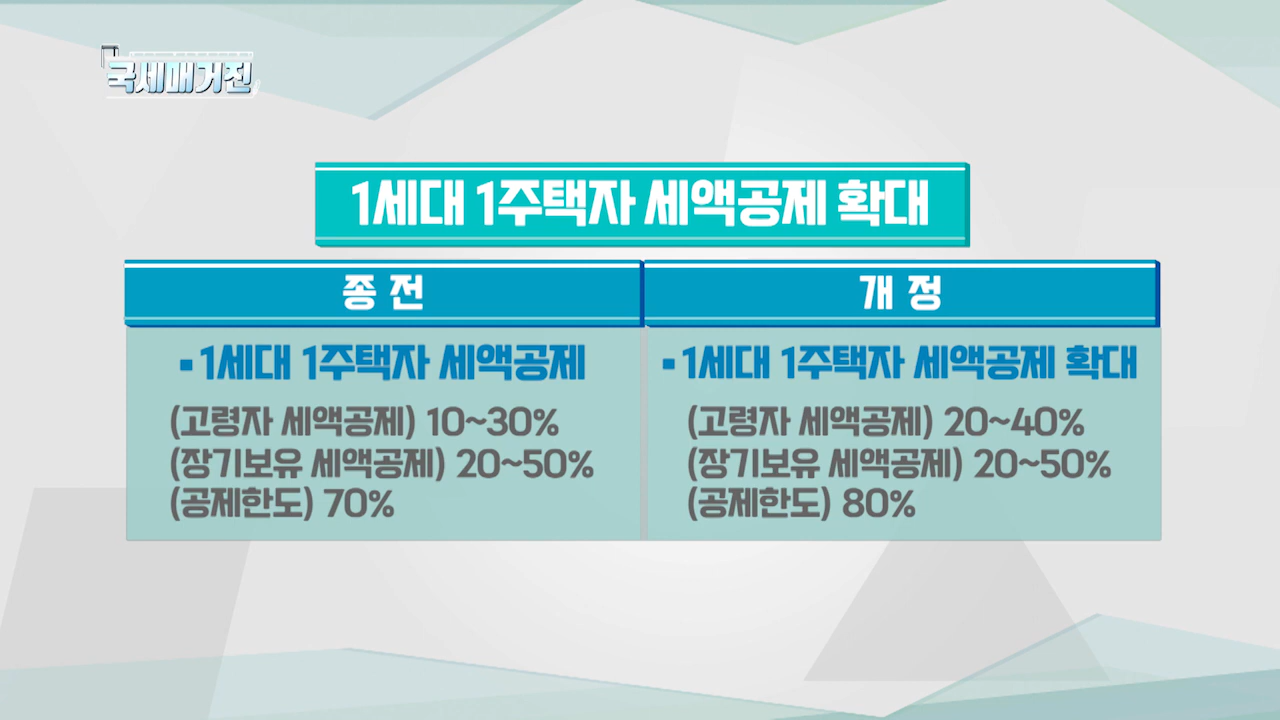 국세매거진
1세대 1주택자 세액공제 확대
종 전
개 정
▪1세대 1주택자 세액공제
(고령자 세액공제) 10~30%
(장기보유 세액공제) 20~50%
(공제한도) 70%
▪1세대 1주택자 세액공제 확대
(고령자 세액공제) 20~40%
(장기보유 세액공제) 20~50%
(공제한도) 80%